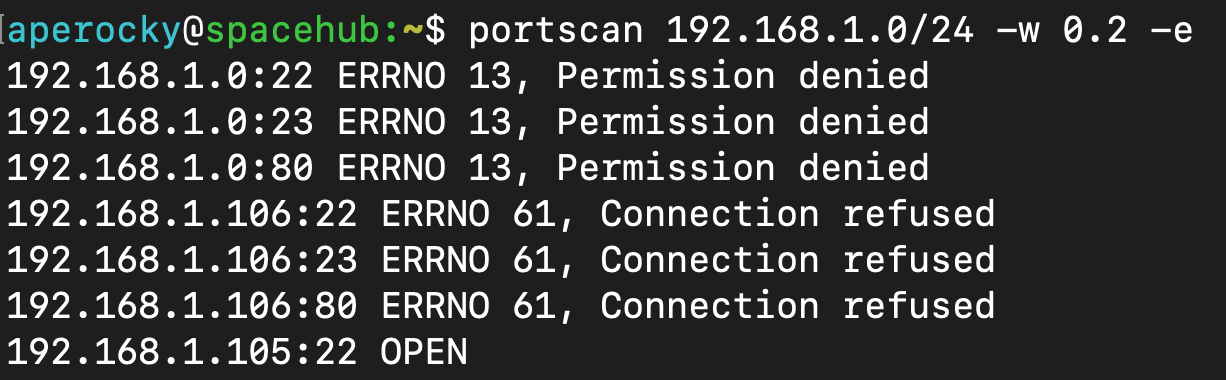 aperocky@spacehub:~$ portscan 192.168.1.0/24 -w 0.2 -e
192.168.1.0:22 ERRNO 13, Permission denied
192.168.1.0:23 ERRNO 13, Permission denied
192.168.1.0:80 ERRNO 13, Permission denied
192.168.1.106:22 ERRNO 61, Connection refused
192.168.1.106:23 ERRNO 61, Connection refused
192.168.1.106:80 ERRNO 61, Connection refused
192.168.1.105:22 OPEN